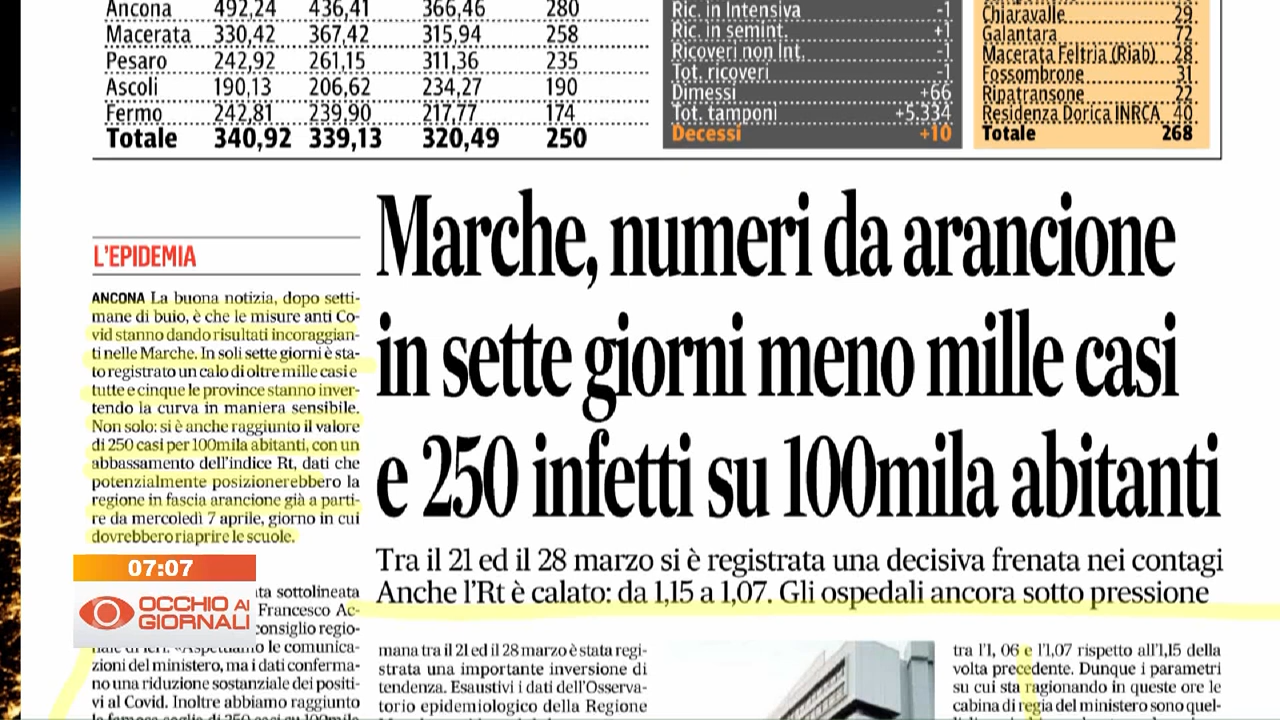 Ancona 492,24 436,41 366,46 280
Macerata 330,42 367,42 315,94 258
Pesaro 242,92 261,15 311,36 235
Ascoli 190,13 206,62 234,27 190
Fermo 242,81 239,90 217,77 174
Totale 340,92 339,13 320,49 250
Ric. in Intensiva -1
Ric. in semint. +1
Ricoveri non Int. -1
Tot. ricoveri -1
Dimessi +66
Tot. tamponi +5.334
Decessi +10
Chiaravalle 29
Galantara 72
Macerata Feltria (Riab) 28
Fossombrone 31
Ripatransone 22
Residenza Dorica INRCA 40
Totale 268
L'EPIDEMIA
Marche, numeri da arancione
in sette giorni meno mille casi
e 250 infetti su 100mila abitanti
Tra il 21 ed il 28 marzo si è registrata una decisiva frenata nei contagi
Anche l'Rt è calato: da 1,15 a 1,07. Gli ospedali ancora sotto pressione
ANCONA La buona notizia, dopo setti-
mane di buio, è che le misure anti Co-
vid stanno dando risultati incoraggian-
ti nelle Marche. In soli sette giorni è sta-
to registrato un calo di oltre mille casi e
tutte e cinque le province stanno inver-
tendo la curva in maniera sensibile.
Non solo: si è anche raggiunto il valore
di 250 casi per 100mila abitanti, con un
abbassamento dell'indice Rt, dati che
potenzialmente posizionerebbero la
regione in fascia arancione già a parti-
re da mercoledì 7 aprile, giorno in cui
dovrebbero riaprire le scuole.
07:07
OCCHIO AI
GIORNALI
ta sottolineata
Francesco Ac-
consiglio regio-
nale di ieri. «Aspettiamo le comunica-
zioni del ministero, ma i dati conferma-
no una riduzione sostanziale dei positi-
vi al Covid. Inoltre abbiamo raggiunto
la famosa soglia di 250 casi su 100mila
mana tra il 21 ed il 28 marzo è stata regi-
strata una importante inversione di
tendenza. Esaustivi i dati dell'Osserva-
torio epidemiologico della Regione
tra l'1, 06 e l'1,07 rispetto all'1,15 della
volta precedente. Dunque i parametri
su cui sta ragionando in queste ore le
cabina di regia del ministero sono quel-